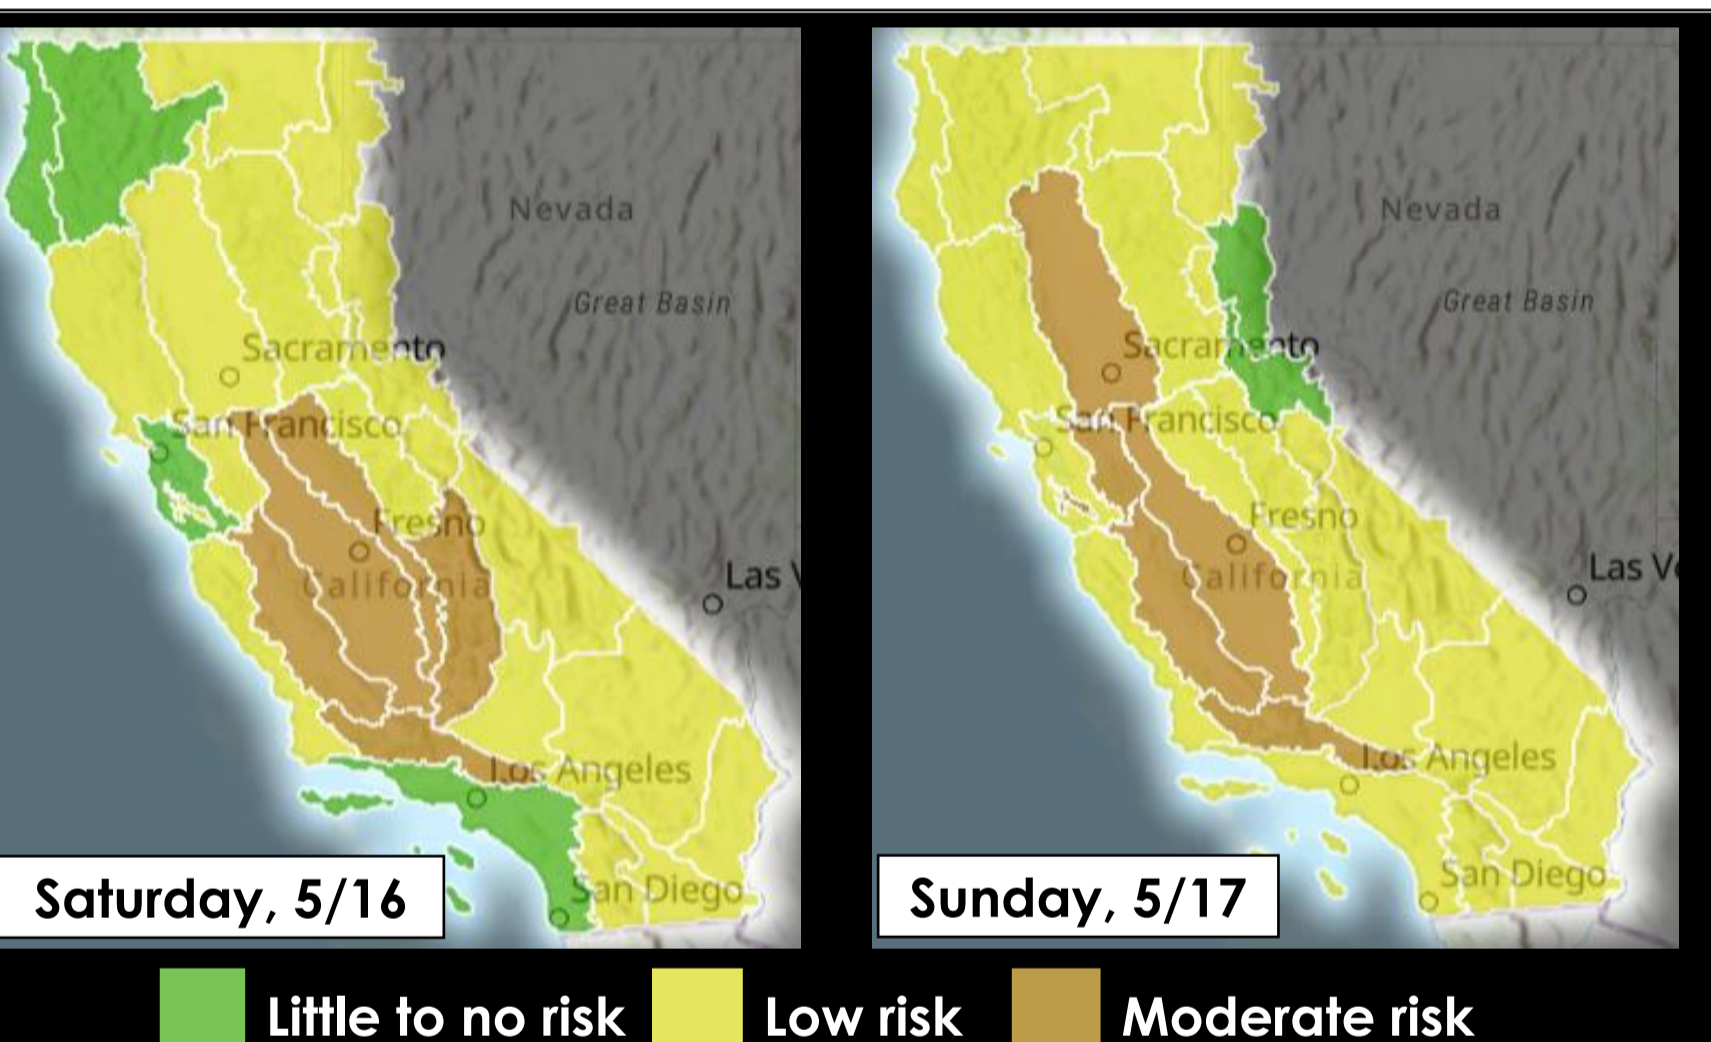 Nevada
Great Basin
Sacramento
San Francisco
Fresno
California
Las V
Los Angeles
San Diego
Saturday, 5/16
Nevada
Great Basin
Sacramento
San Francisco
Fresno
California
Las Ve
Los Angeles
San Diego
Sunday, 5/17
Little to no risk
Low risk
Moderate risk